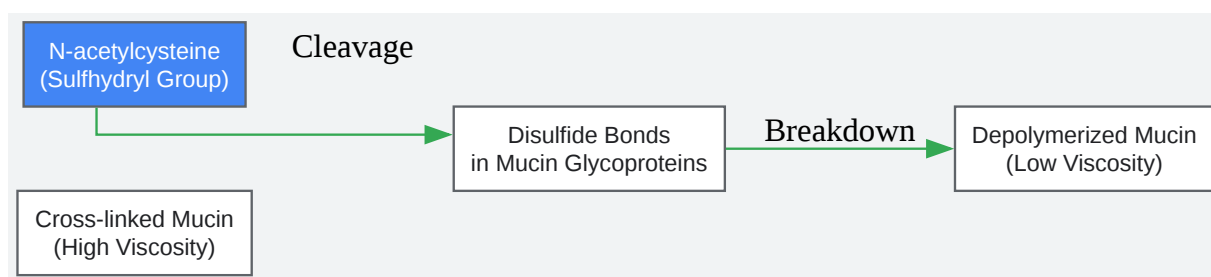 N-acetylcysteine
(Sulfhydryl Group)
Cleavage
Disulfide Bonds
in Mucin Glycoproteins
Breakdown
Depolymerized Mucin
(Low Viscosity)
Cross-linked Mucin
(High Viscosity)